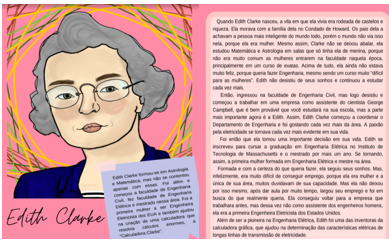 Edith Clarke formou-se em Astrologia
e Matemática, mas não se contentou
apenas com essas. Foi além, e
começou a faculdade de Engenharia
Civil, fez faculdade de Engenharia
Elétrica e mestrado nessa área. Foi a
primeira mulher a ser Engenheira
Eletricista dos EUA e também ajudou
na criação de uma calculadora que
resolvia cálculos enormes, a
"Calculadora Clarke"
Edith Clarke
Quando Edith Clarke nasceu, a vila em que ela vivia era rodeada de castelos e
riqueza. Ela morava com a família dela no Condado de Howard. Os pais dela a
achavam a pessoa mais inteligente do mundo todo, porém o mundo não via isso
nela, porque ela era mulher. Mesmo assim, Clarke não se deixou abalar, ela
estudou Matemática e Astrologia em salas que só tinha ela de menina, porque
não era muito comum as mulheres entrarem na faculdade naquela época,
principalmente em um curso de exatas. Acima de tudo, ela ainda não estava
muito feliz, porque queria fazer Engenharia, mesmo sendo um curso muito "difícil
para as mulheres". Edith não desistiu de seus sonhos e continuou a estudar
cada vez mais.
Então, ingressou na faculdade de Engenharia Civil, mas logo desistiu e
começou a trabalhar em uma empresa como assistente do cientista George
Campbell, que é bem provável que você estudará na sua escola, mas a parte
mais importante agora é a Edith. Assim, Edith Clarke começou a coordenar o
Departamento de Engenharia e foi gostando cada vez mais da área. A paixão
pela eletricidade se tornava cada vez mais evidente em sua vida.
Foi então que ela tomou uma importante decisão em sua vida. Edith se
inscreveu para cursar a graduação em Engenharia Elétrica no Instituto de
Tecnologia de Massachusetts e o mestrado por mais um ano. Se tornando,
assim, a primeira mulher formada em Engenharia Elétrica e mestre nessa área.
Formada e com a certeza do que queria fazer, ela seguiu seus sonhos. Mas,
infelizmente, era muito difícil de conseguir emprego, porque ela era mulher e a
única de sua área, muitos duvidavam de sua capacidade. Mas ela não deixou
por isso mesmo, após dar aula por muito tempo, largou seu emprego e foi em
busca do que realmente queria. Ela conseguiu voltar para a empresa que
trabalhara antes, mas dessa vez não como assistente dos engenheiros homens,
ela era a primeira Engenheira Eletricista dos Estados Unidos.
Além de ser a pioneira na Engenharia Elétrica, Edith foi uma das inventoras da
calculadora gráfica, que ajudou na determinação das características elétricas de
longas linhas de transmissão de eletricidade.